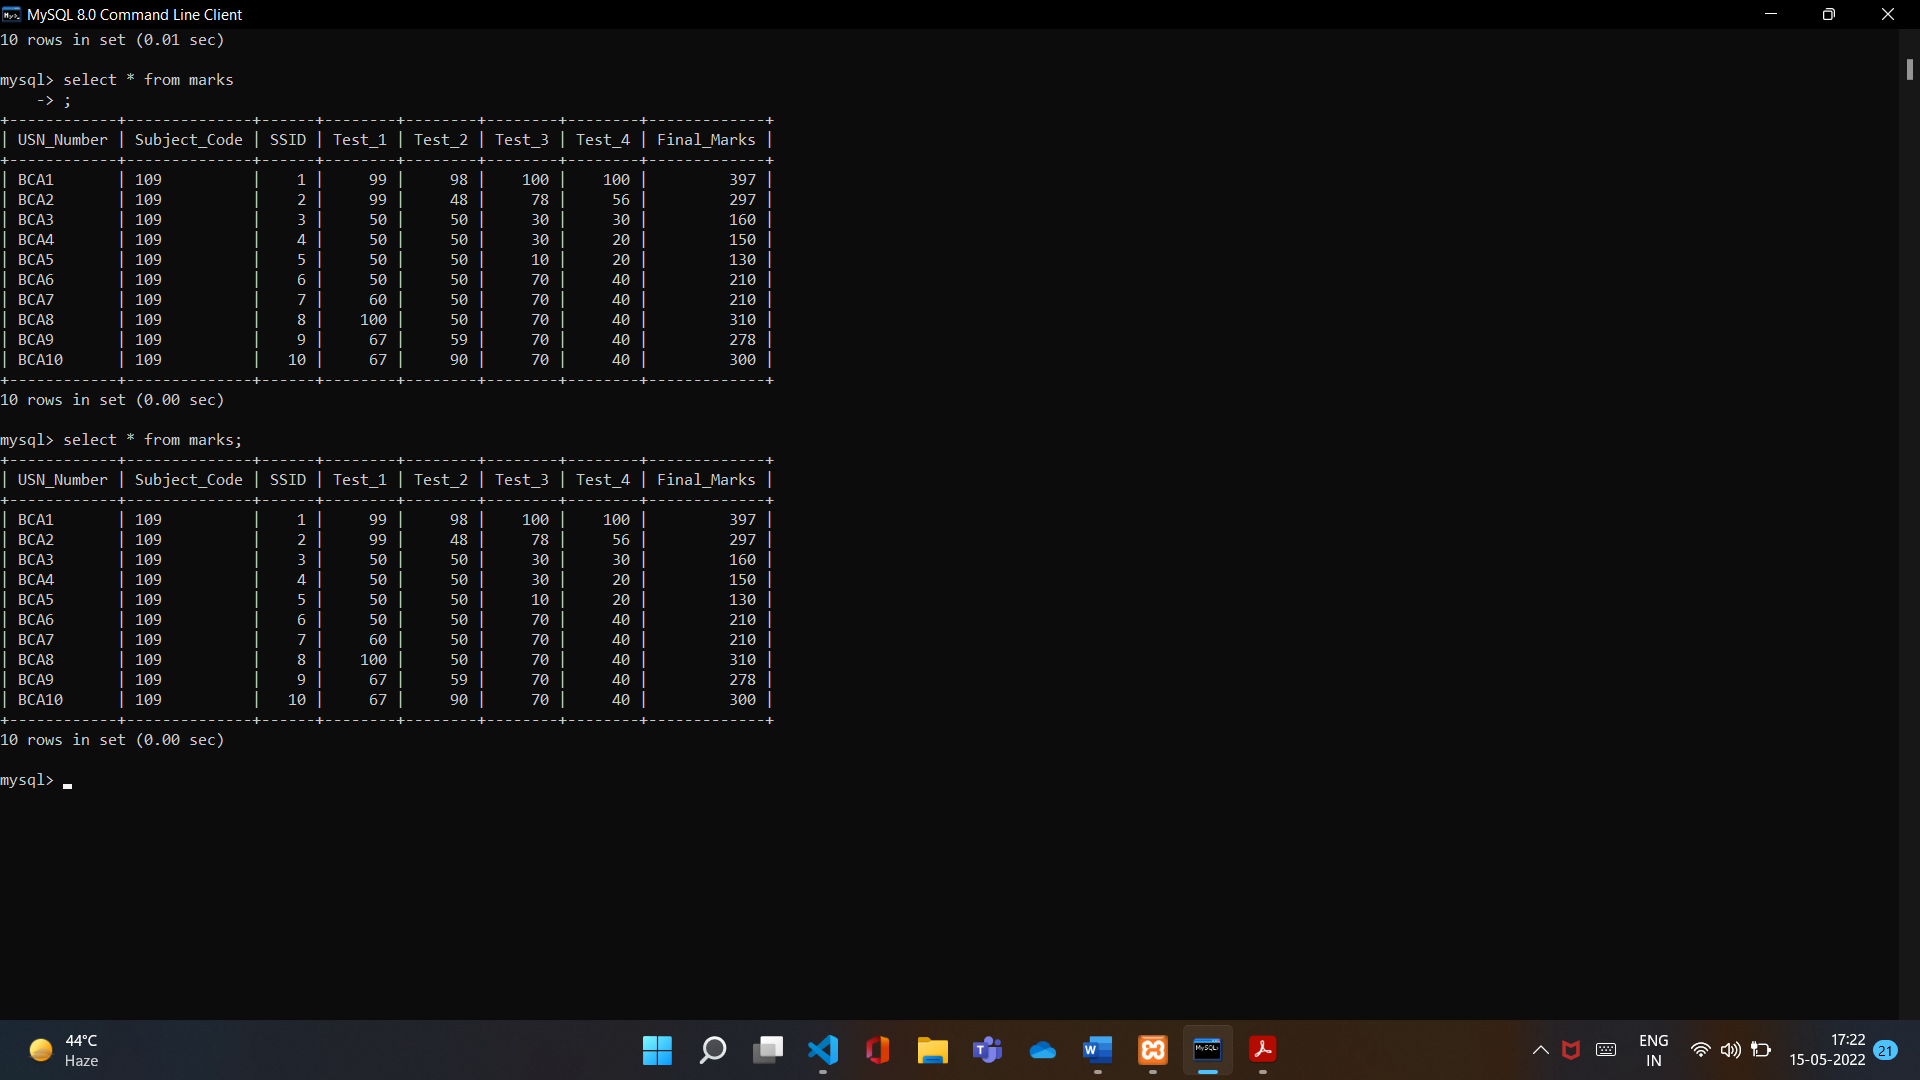 MySQL 8.0 Command Line Client
10 rows in set (0.01 sec)
mysql> select * from marks
    -> ;
+------------+--------------+------+--------+--------+--------+--------+-------------+
| USN_Number | Subject_Code | SSID | Test_1 | Test_2 | Test_3 | Test_4 | Final_Marks |
+------------+--------------+------+--------+--------+--------+--------+-------------+
| BCA1       | 109          |    1 |     99 |     98 |    100 |    100 |         397 |
| BCA2       | 109          |    2 |     99 |     48 |     78 |     56 |         297 |
| BCA3       | 109          |    3 |     50 |     50 |     30 |     30 |         160 |
| BCA4       | 109          |    4 |     50 |     50 |     30 |     20 |         150 |
| BCA5       | 109          |    5 |     50 |     50 |     10 |     20 |         130 |
| BCA6       | 109          |    6 |     50 |     50 |     70 |     40 |         210 |
| BCA7       | 109          |    7 |     60 |     50 |     70 |     40 |         210 |
| BCA8       | 109          |    8 |    100 |     50 |     70 |     40 |         310 |
| BCA9       | 109          |    9 |     67 |     59 |     70 |     40 |         278 |
| BCA10      | 109          |   10 |     67 |     90 |     70 |     40 |         300 |
+------------+--------------+------+--------+--------+--------+--------+-------------+
10 rows in set (0.00 sec)
mysql> select * from marks;
+------------+--------------+------+--------+--------+--------+--------+-------------+
| USN_Number | Subject_Code | SSID | Test_1 | Test_2 | Test_3 | Test_4 | Final_Marks |
+------------+--------------+------+--------+--------+--------+--------+-------------+
| BCA1       | 109          |    1 |     99 |     98 |    100 |    100 |         397 |
| BCA2       | 109          |    2 |     99 |     48 |     78 |     56 |         297 |
| BCA3       | 109          |    3 |     50 |     50 |     30 |     30 |         160 |
| BCA4       | 109          |    4 |     50 |     50 |     30 |     20 |         150 |
| BCA5       | 109          |    5 |     50 |     50 |     10 |     20 |         130 |
| BCA6       | 109          |    6 |     50 |     50 |     70 |     40 |         210 |
| BCA7       | 109          |    7 |     60 |     50 |     70 |     40 |         210 |
| BCA8       | 109          |    8 |    100 |     50 |     70 |     40 |         310 |
| BCA9       | 109          |    9 |     67 |     59 |     70 |     40 |         278 |
| BCA10      | 109          |   10 |     67 |     90 |     70 |     40 |         300 |
+------------+--------------+------+--------+--------+--------+--------+-------------+
10 rows in set (0.00 sec)
mysql>
44°C
Haze
ENG
IN
17:22
15-05-2022
21